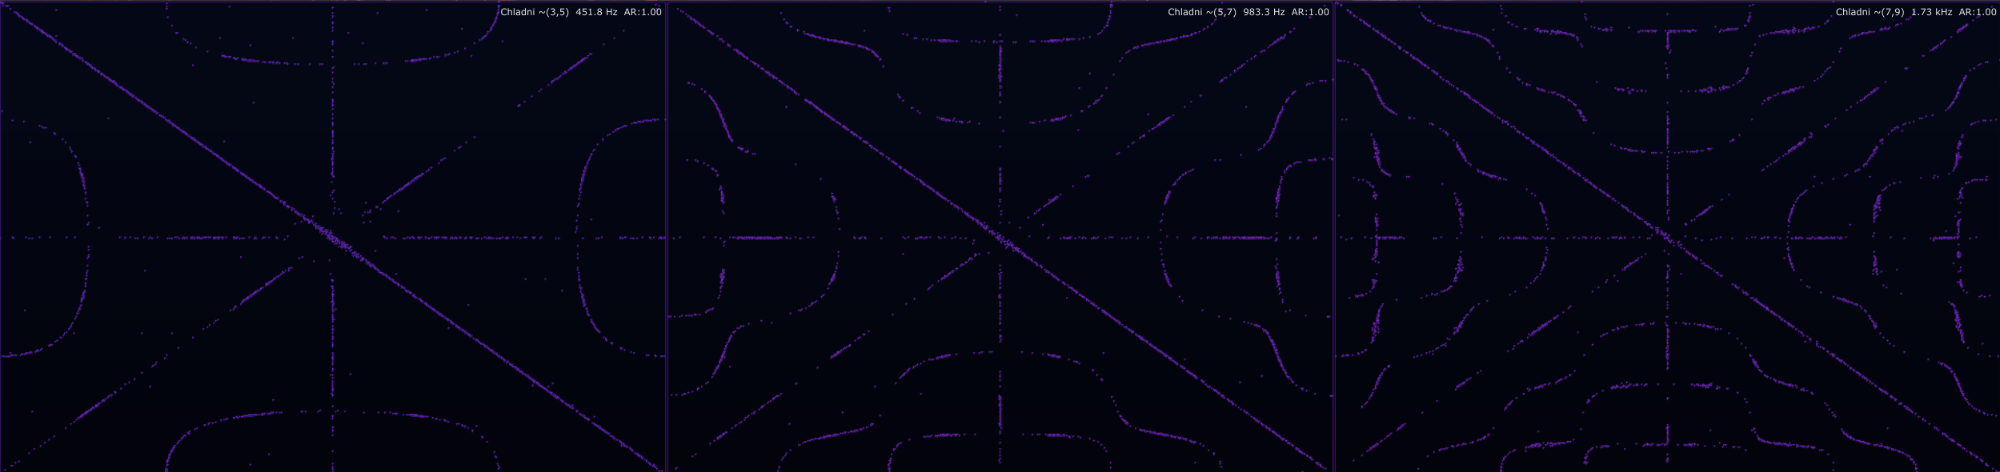 Chladni ~(3,5) 451.8 Hz AR:1.00
Chladni ~(5,7) 983.3 Hz AR:1.00
Chladni ~(7,9) 1.73 kHz AR:1.00